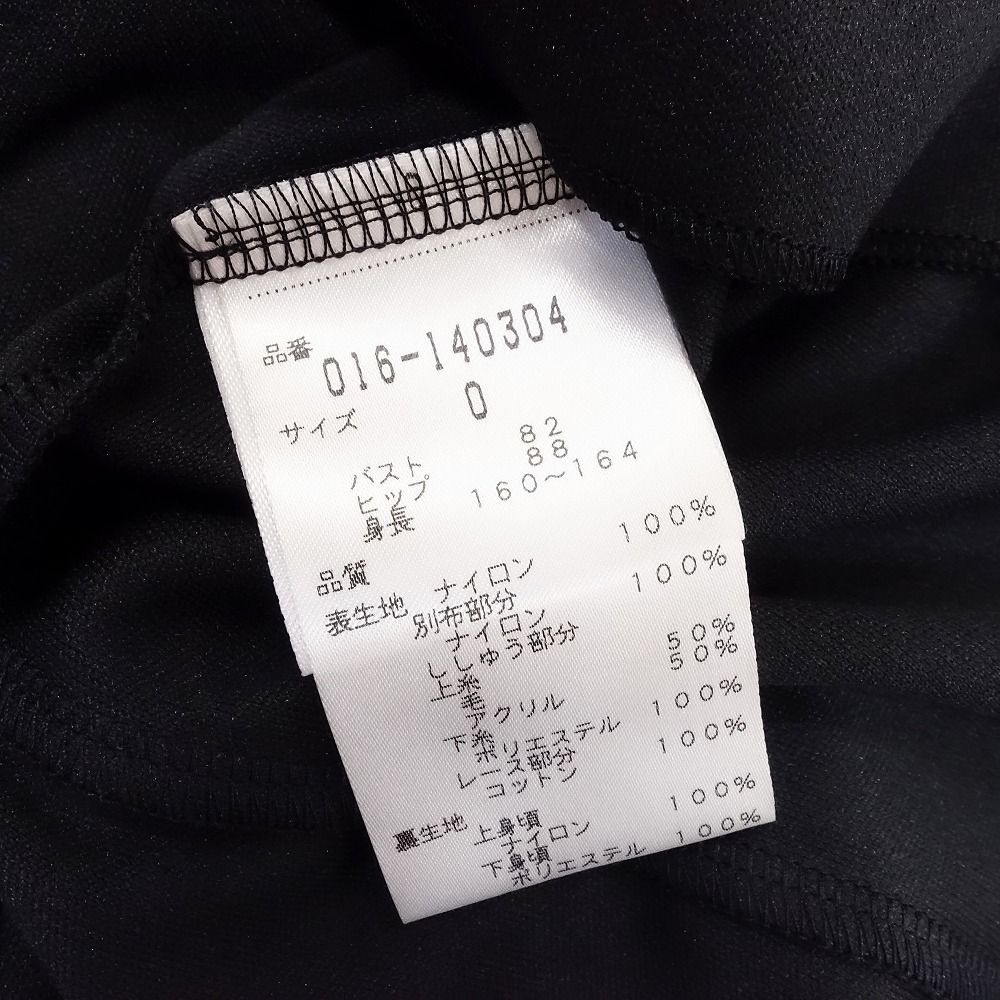 品番 016-140304
サイズ 0
バスト 82
ヒップ 88
身長 160～164
品質
表生地 ナイロン 100%
別布部分
ナイロン 100%
ししゅう部分
上糸
毛 50%
アクリル 50%
下糸
ポリエステル 100%
レース部分
コットン 100%
裏生地 上身頃
ナイロン 100%
下身頃
ポリエステル 100%